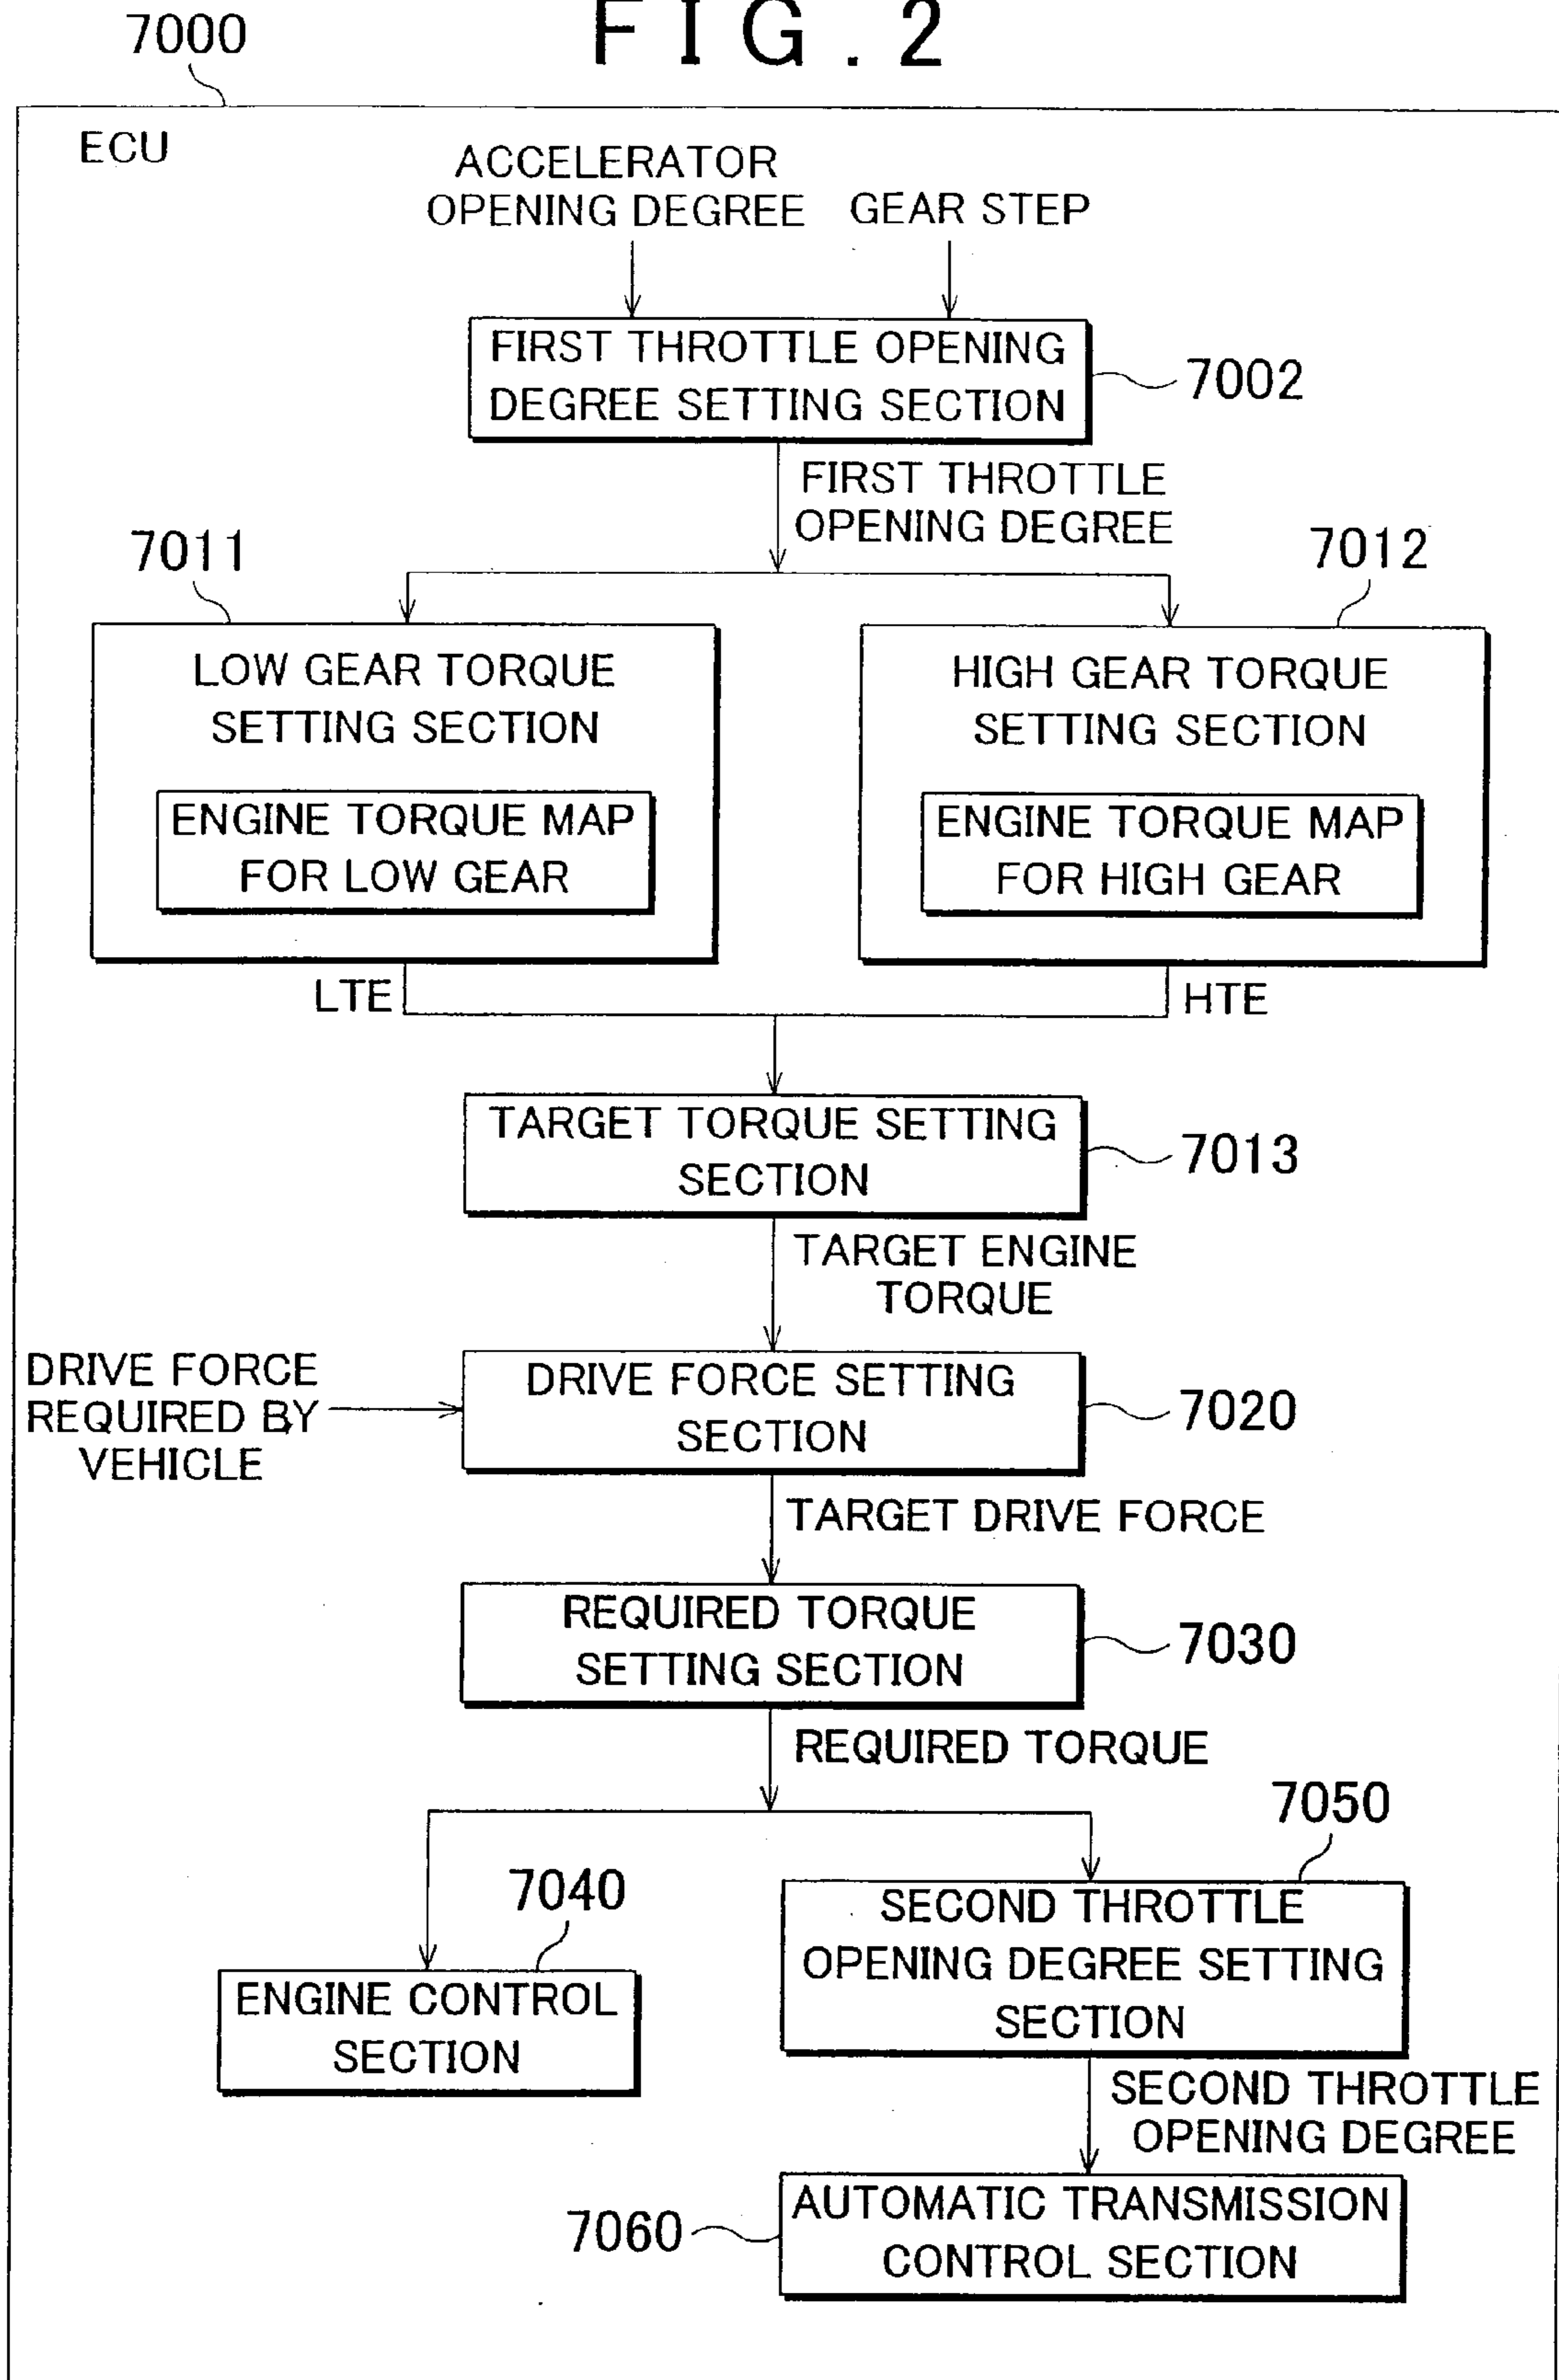 FIG.2
7000
ECU
ACCELERATOR
OPENING DEGREE
GEAR STEP
FIRST THROTTLE OPENING
DEGREE SETTING SECTION
7002
FIRST THROTTLE
OPENING DEGREE
7011
7012
LOW GEAR TORQUE
SETTING SECTION
ENGINE TORQUE MAP
FOR LOW GEAR
HIGH GEAR TORQUE
SETTING SECTION
ENGINE TORQUE MAP
FOR HIGH GEAR
LTE
HTE
TARGET TORQUE SETTING
SECTION
7013
TARGET ENGINE
TORQUE
DRIVE FORCE
REQUIRED BY
VEHICLE
DRIVE FORCE SETTING
SECTION
7020
TARGET DRIVE FORCE
REQUIRED TORQUE
SETTING SECTION
7030
REQUIRED TORQUE
7040
ENGINE CONTROL
SECTION
7050
SECOND THROTTLE
OPENING DEGREE SETTING
SECTION
SECOND THROTTLE
OPENING DEGREE
7060
AUTOMATIC TRANSMISSION
CONTROL SECTION